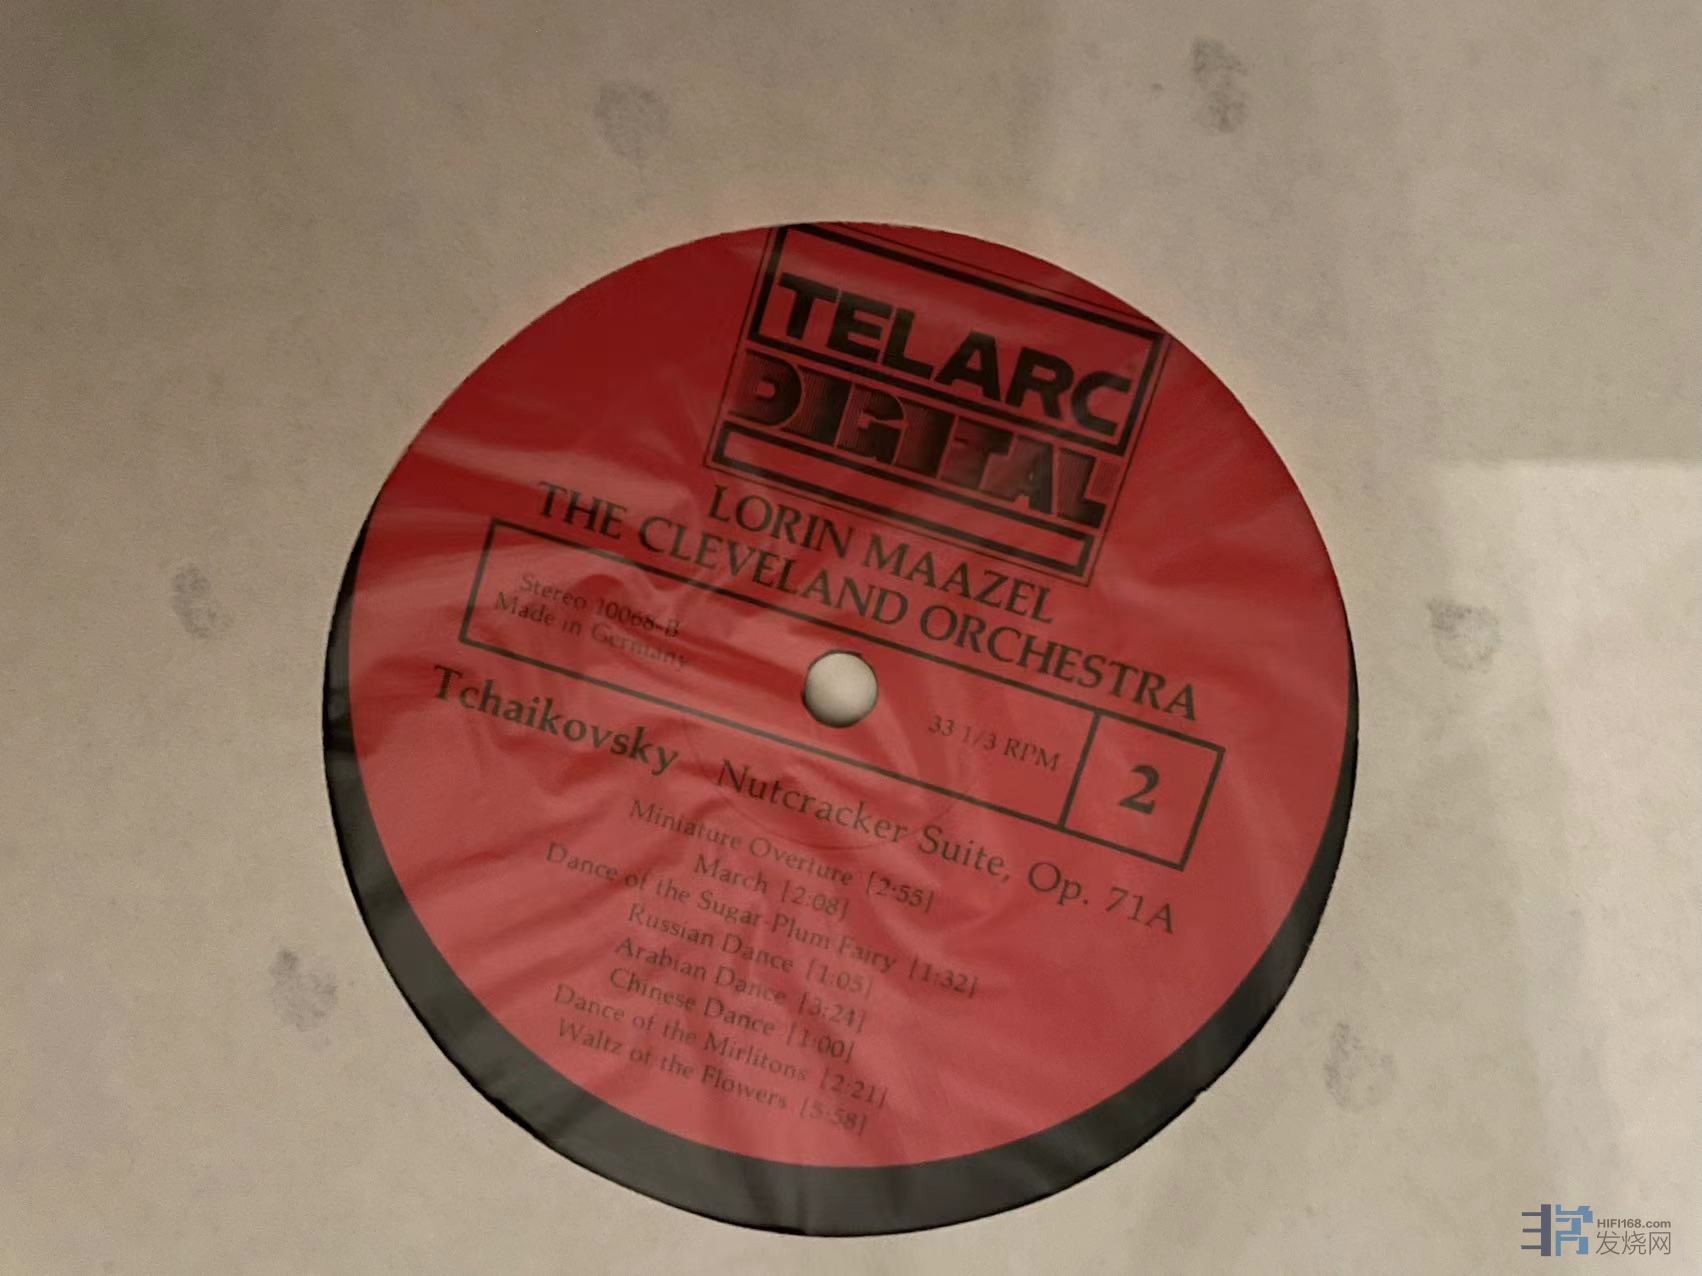 TELARC
DIGITAL
LORIN MAAZEL
THE CLEVELAND ORCHESTRA
Stereo 10068-B
Made in Germany
33 1/3 RPM
2
Tchaikovsky Nutcracker Suite, Op. 71A
Miniature Overture [2:55]
March [2:08]
Dance of the Sugar-Plum Fairy [1:32]
Russian Dance [1:05]
Arabian Dance [3:24]
Chinese Dance [1:00]
Dance of the Mirlitons [2:21]
Waltz of the Flowers [5:58]
HIFI168.com
发烧网